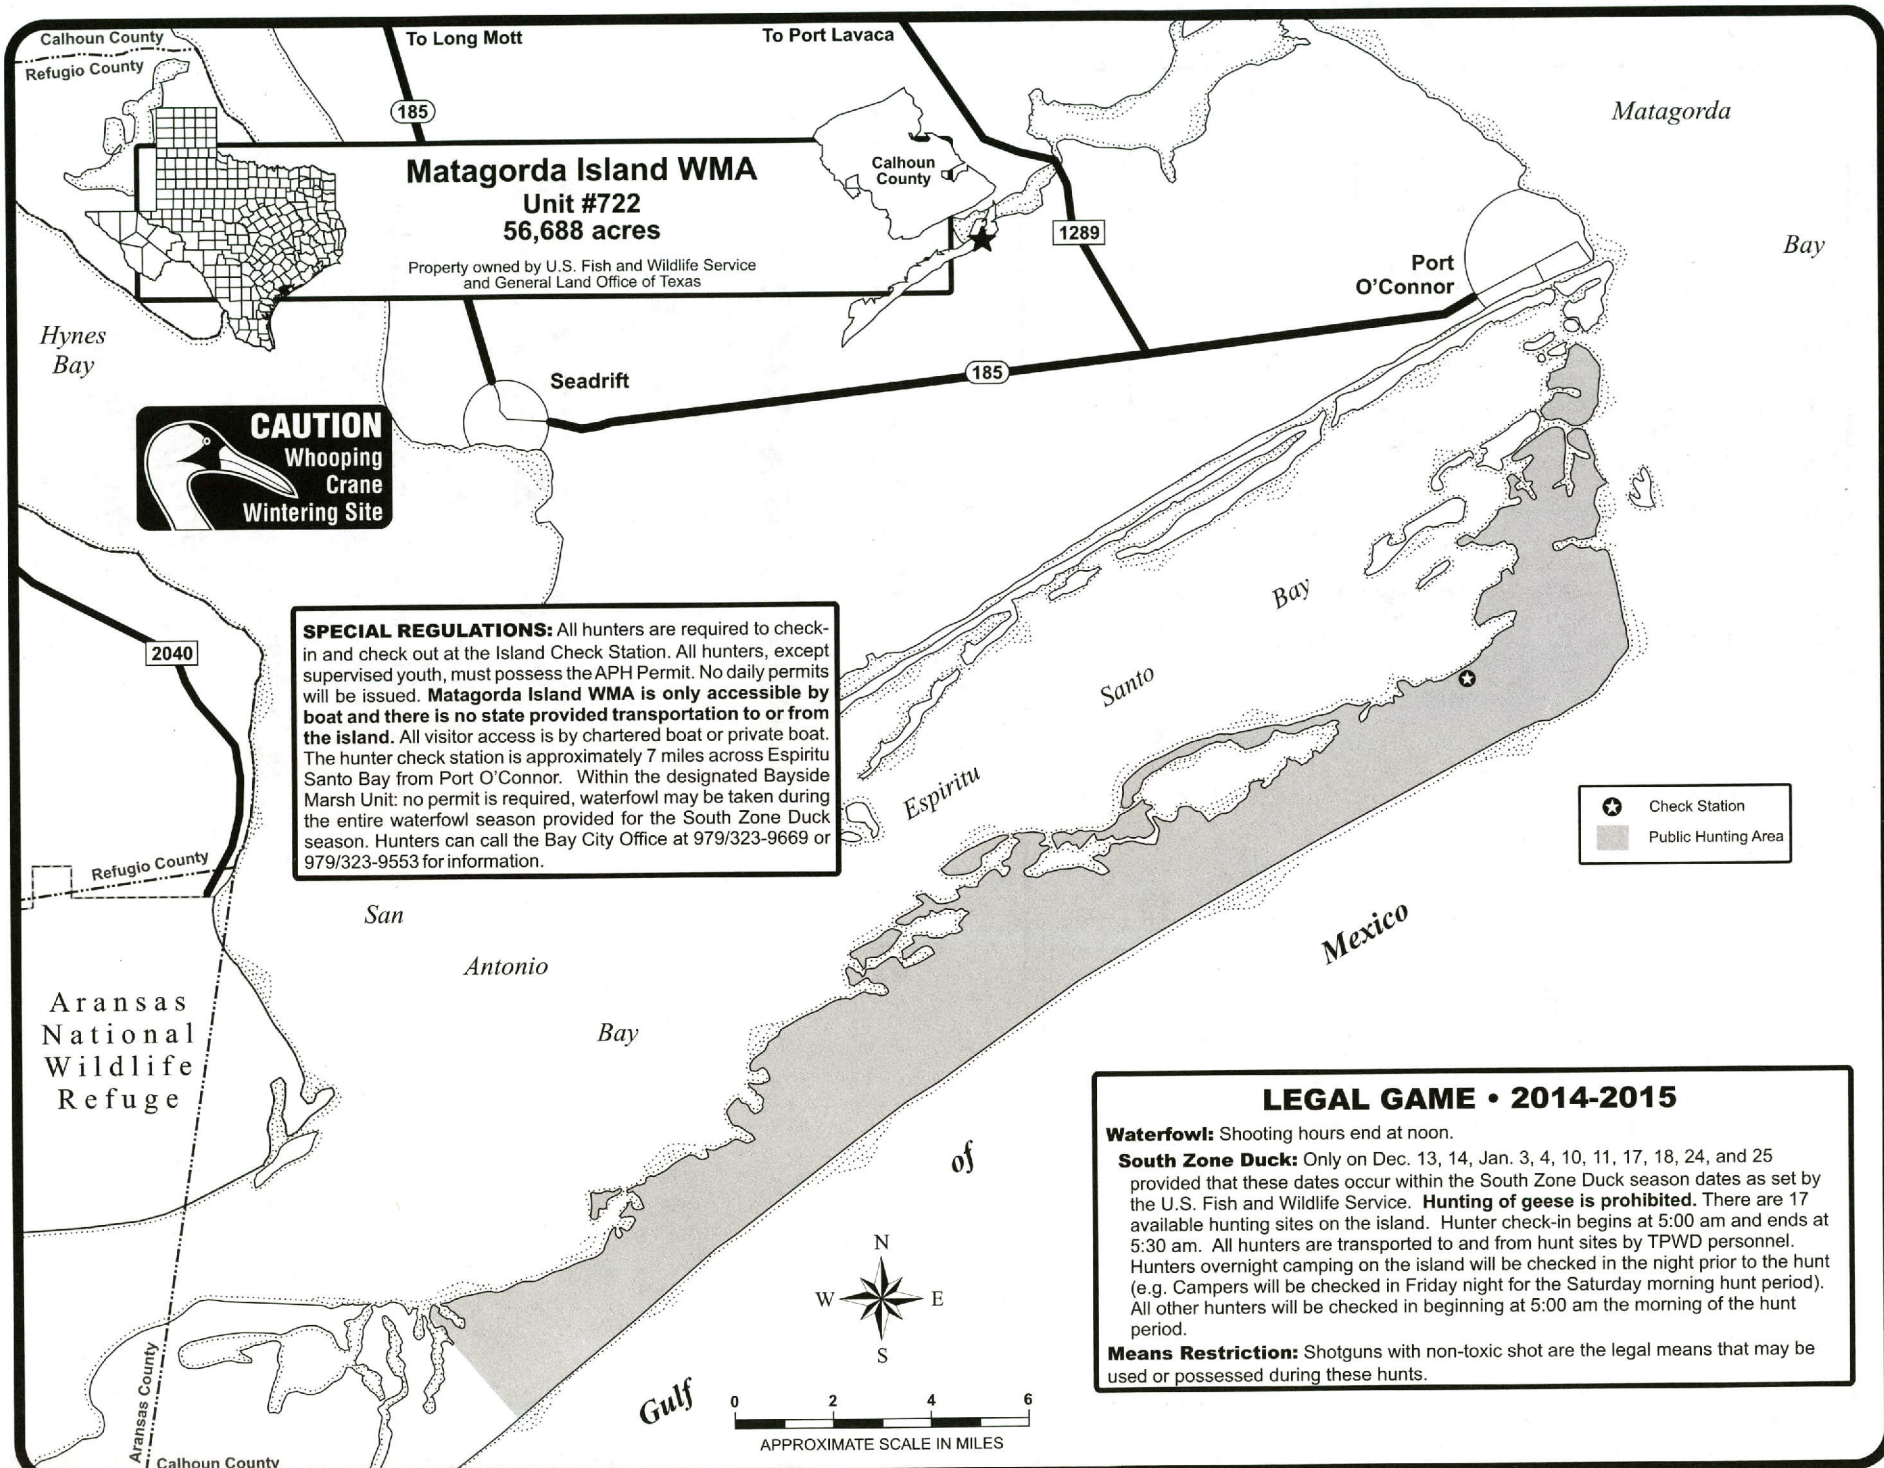 Calhoun County
Refugio County
To Long Mott
To Port Lavaca
185
Matagorda
Bay
Matagorda Island WMA
Unit #722
56,688 acres
Property owned by U.S. Fish and Wildlife Service
and General Land Office of Texas
Calhoun
County
1289
Port
O'Connor
Hynes
Bay
Seadrift
185
CAUTION
Whooping
Crane
Wintering Site
2040
SPECIAL REGULATIONS: All hunters are required to check-
in and check out at the Island Check Station. All hunters, except
supervised youth, must possess the APH Permit. No daily permits
will be issued. Matagorda Island WMA is only accessible by
boat and there is no state provided transportation to or from
the island. All visitor access is by chartered boat or private boat.
The hunter check station is approximately 7 miles across Espiritu
Santo Bay from Port O'Connor. Within the designated Bayside
Marsh Unit: no permit is required, waterfowl may be taken during
the entire waterfowl season provided for the South Zone Duck
season. Hunters can call the Bay City Office at 979/323-9669 or
979/323-9553 for information.
Espiritu
Santo
Bay
Check Station
Public Hunting Area
Refugio County
San
Antonio
Bay
Aransas
National
Wildlife
Refuge
Gulf
of
Mexico
LEGAL GAME • 2014-2015
Waterfowl: Shooting hours end at noon.
South Zone Duck: Only on Dec. 13, 14, Jan. 3, 4, 10, 11, 17, 18, 24, and 25
provided that these dates occur within the South Zone Duck season dates as set by
the U.S. Fish and Wildlife Service. Hunting of geese is prohibited. There are 17
available hunting sites on the island. Hunter check-in begins at 5:00 am and ends at
5:30 am. All hunters are transported to and from hunt sites by TPWD personnel.
Hunters overnight camping on the island will be checked in the night prior to the hunt
(e.g. Campers will be checked in Friday night for the Saturday morning hunt period).
All other hunters will be checked in beginning at 5:00 am the morning of the hunt
period.
Means Restriction: Shotguns with non-toxic shot are the legal means that may be
used or possessed during these hunts.
N
W E
S
0 2 4 6
APPROXIMATE SCALE IN MILES
Aransas County
Calhoun County